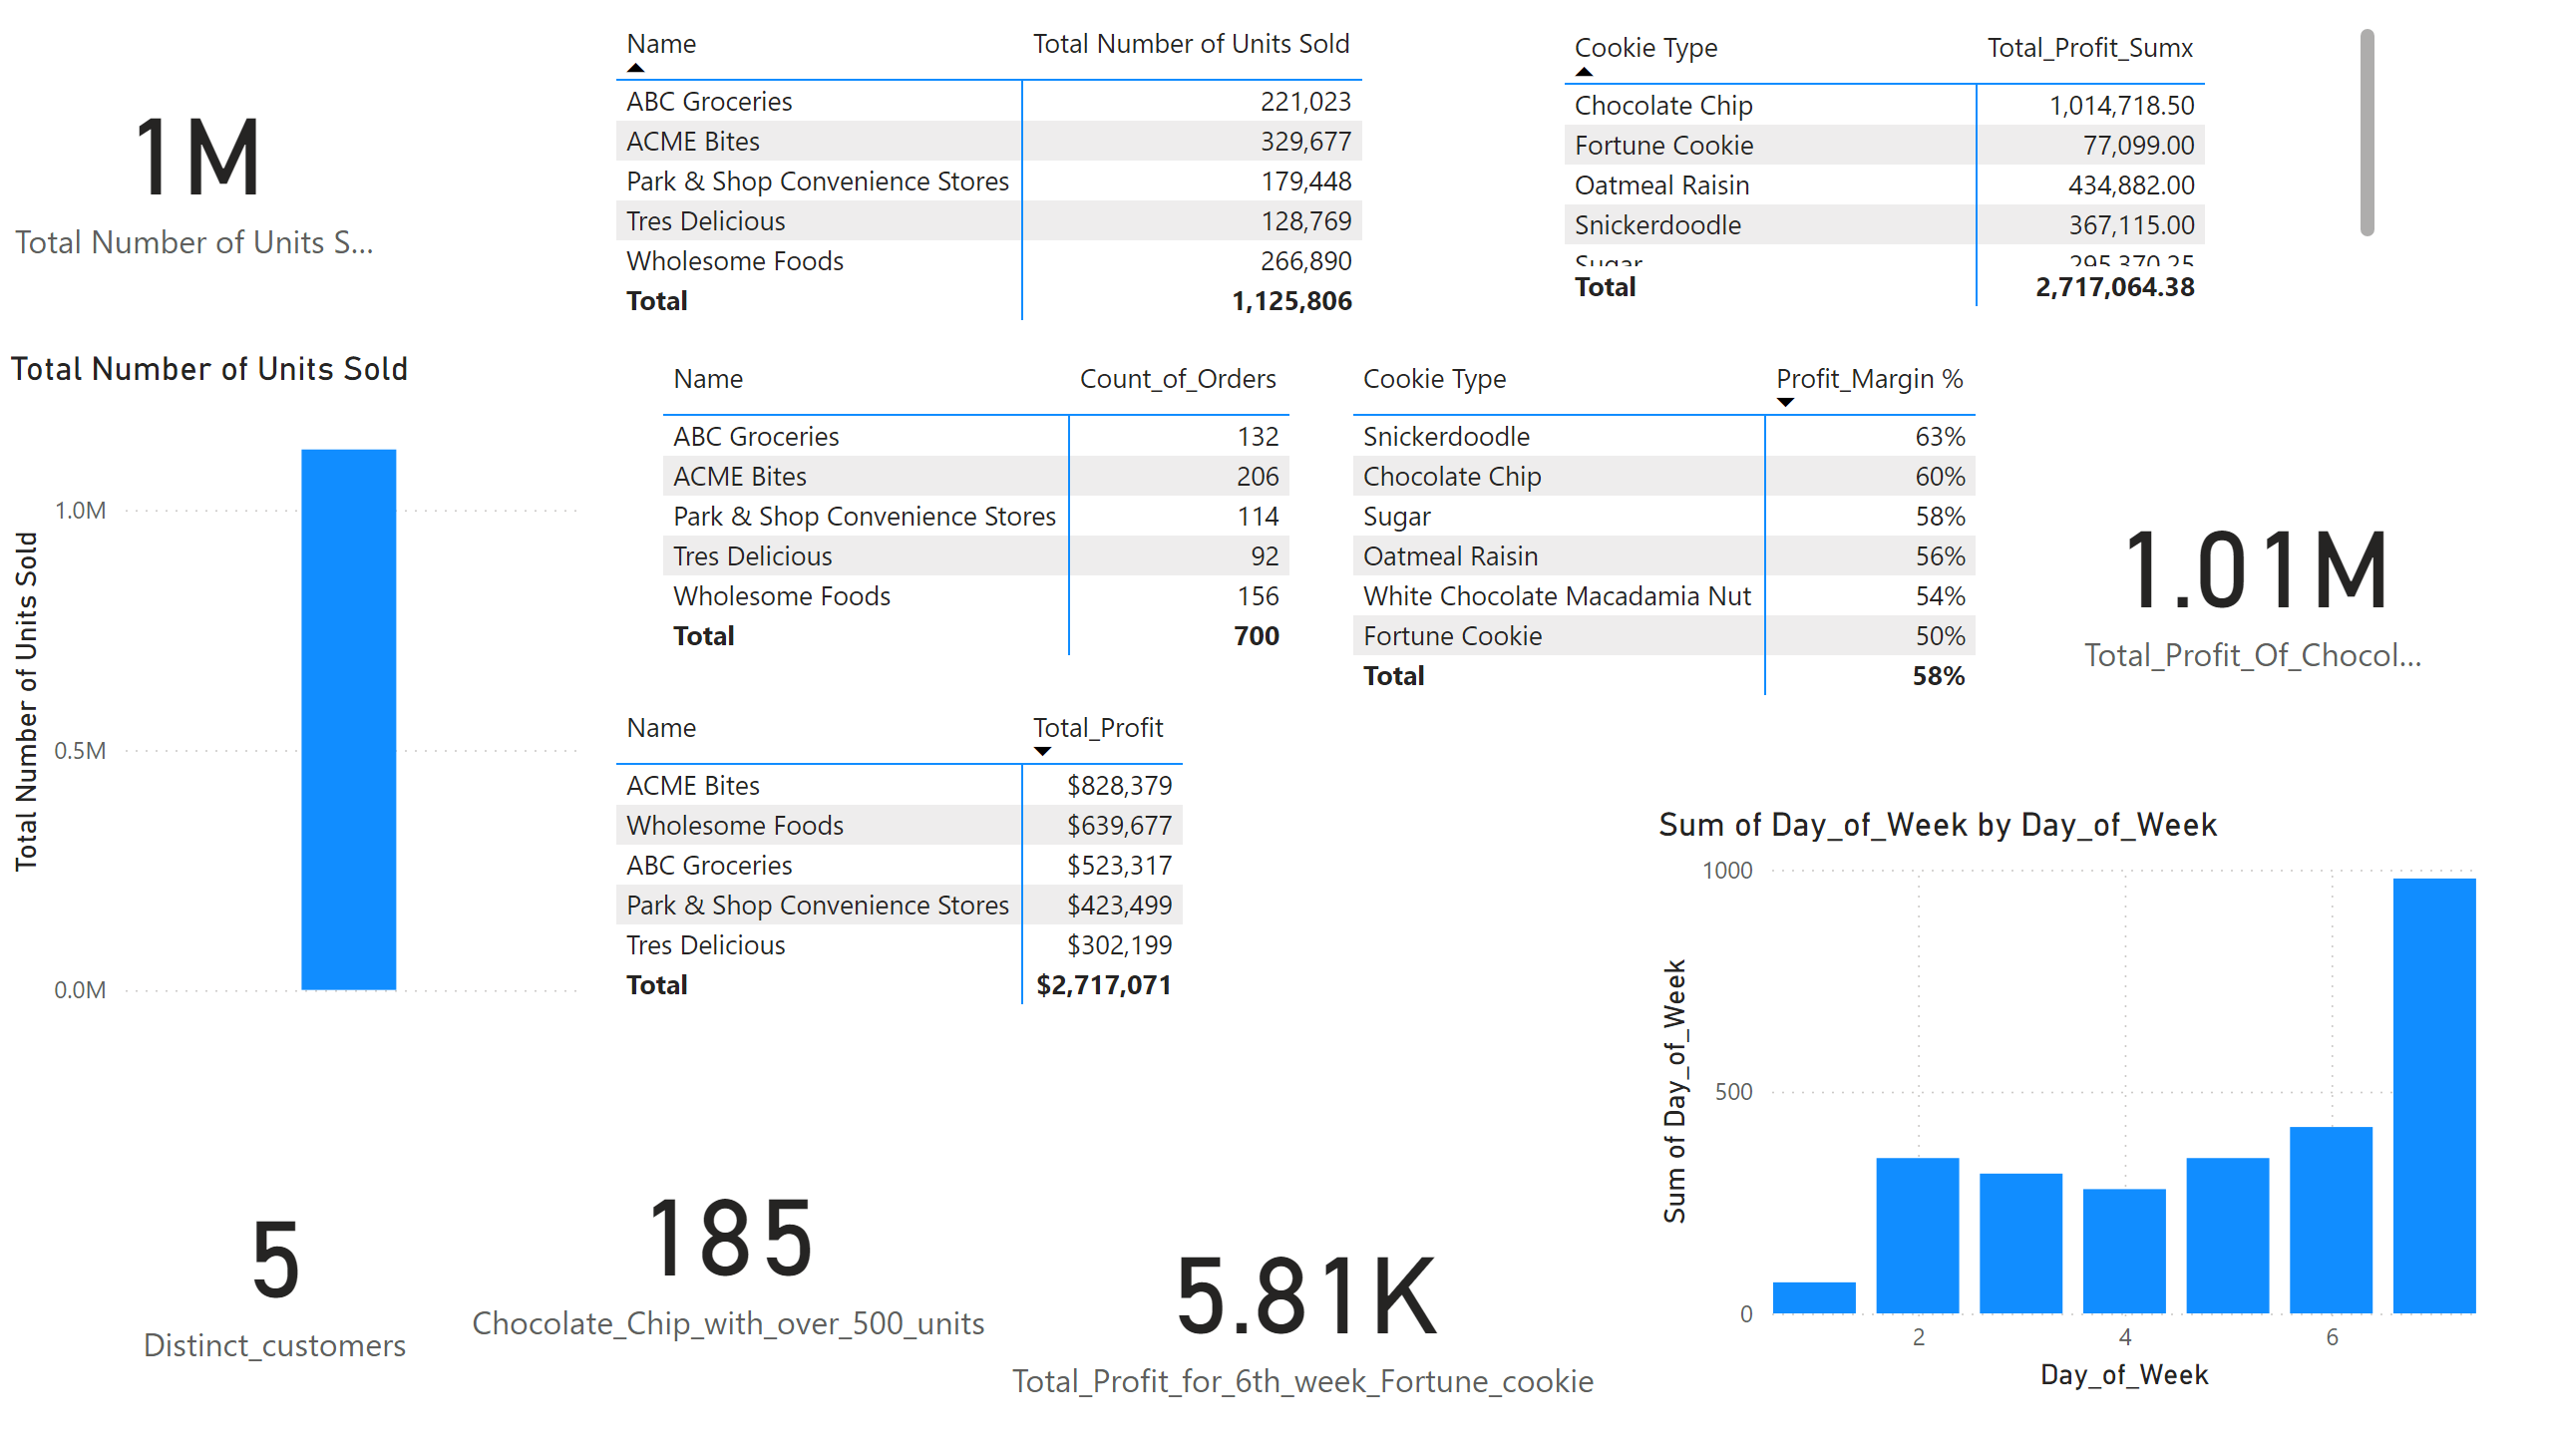 1M
Total Number of Units S...
Name Total Number of Units Sold
ABC Groceries 221,023
ACME Bites 329,677
Park & Shop Convenience Stores 179,448
Tres Delicious 128,769
Wholesome Foods 266,890
Total 1,125,806
Cookie Type Total_Profit_Sumx
Chocolate Chip 1,014,718.50
Fortune Cookie 77,099.00
Oatmeal Raisin 434,882.00
Snickerdoodle 367,115.00
Sugar 295,370.25
Total 2,717,064.38
Total Number of Units Sold
Total Number of Units Sold
1.0M
0.5M
0.0M
Name Count_of_Orders
ABC Groceries 132
ACME Bites 206
Park & Shop Convenience Stores 114
Tres Delicious 92
Wholesome Foods 156
Total 700
Cookie Type Profit_Margin %
Snickerdoodle 63%
Chocolate Chip 60%
Sugar 58%
Oatmeal Raisin 56%
White Chocolate Macadamia Nut 54%
Fortune Cookie 50%
Total 58%
1.01M
Total_Profit_Of_Chocol...
Name Total_Profit
ACME Bites $828,379
Wholesome Foods $639,677
ABC Groceries $523,317
Park & Shop Convenience Stores $423,499
Tres Delicious $302,199
Total $2,717,071
Sum of Day_of_Week by Day_of_Week
Sum of Day_of_Week
1000
500
0
2 4 6
Day_of_Week
5
Distinct_customers
185
Chocolate_Chip_with_over_500_units
5.81K
Total_Profit_for_6th_week_Fortune_cookie